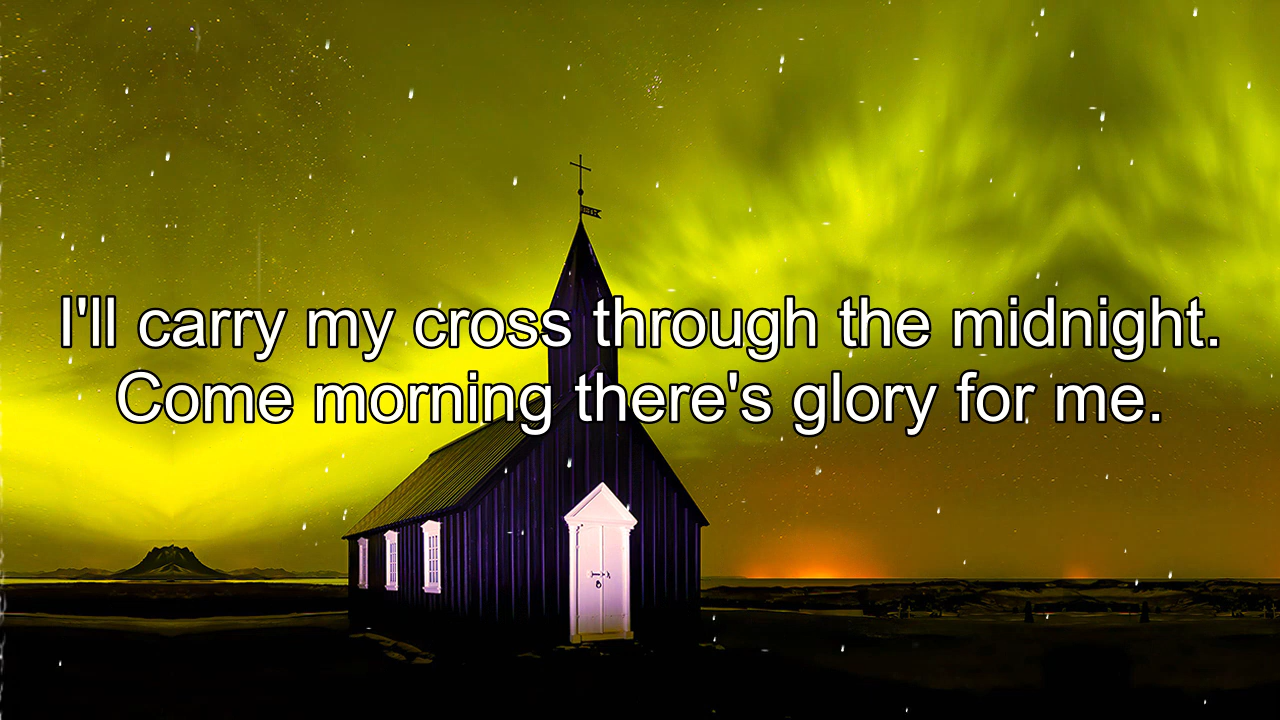 I'll carry my cross through the midnight.
Come morning there's glory for me.